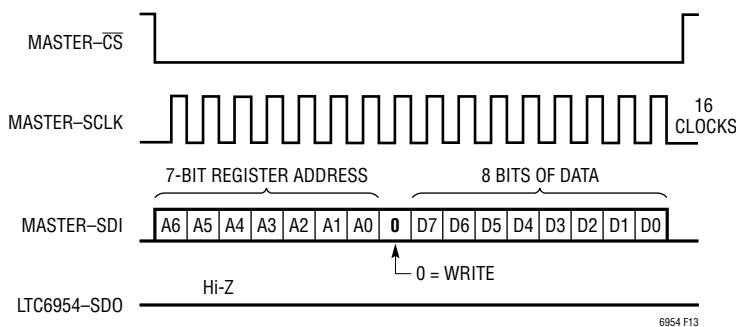 MASTER–C̅S̅
MASTER–SCLK
16
CLOCKS
7-BIT REGISTER ADDRESS
8 BITS OF DATA
MASTER–SDI
A6 A5 A4 A3 A2 A1 A0 0 D7 D6 D5 D4 D3 D2 D1 D0
0 = WRITE
Hi-Z
LTC6954–SDO
6954 F13